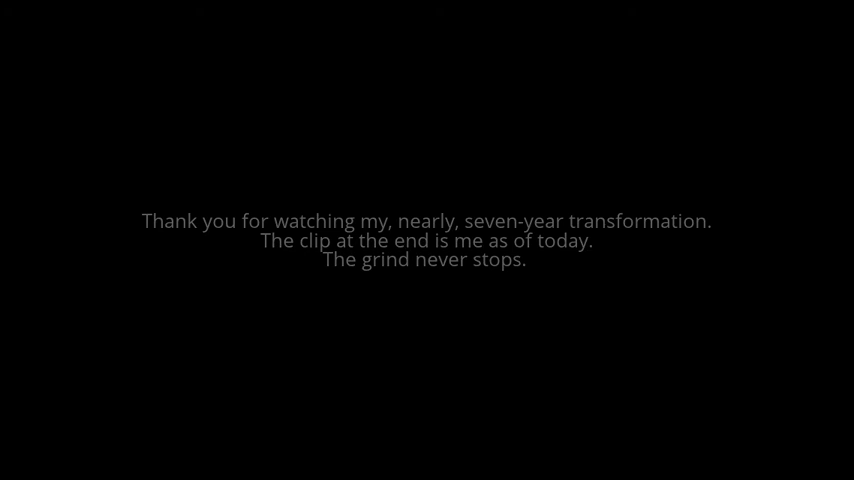 Thank you for watching my, nearly, seven-year transformation.
The clip at the end is me as of today.
The grind never stops.